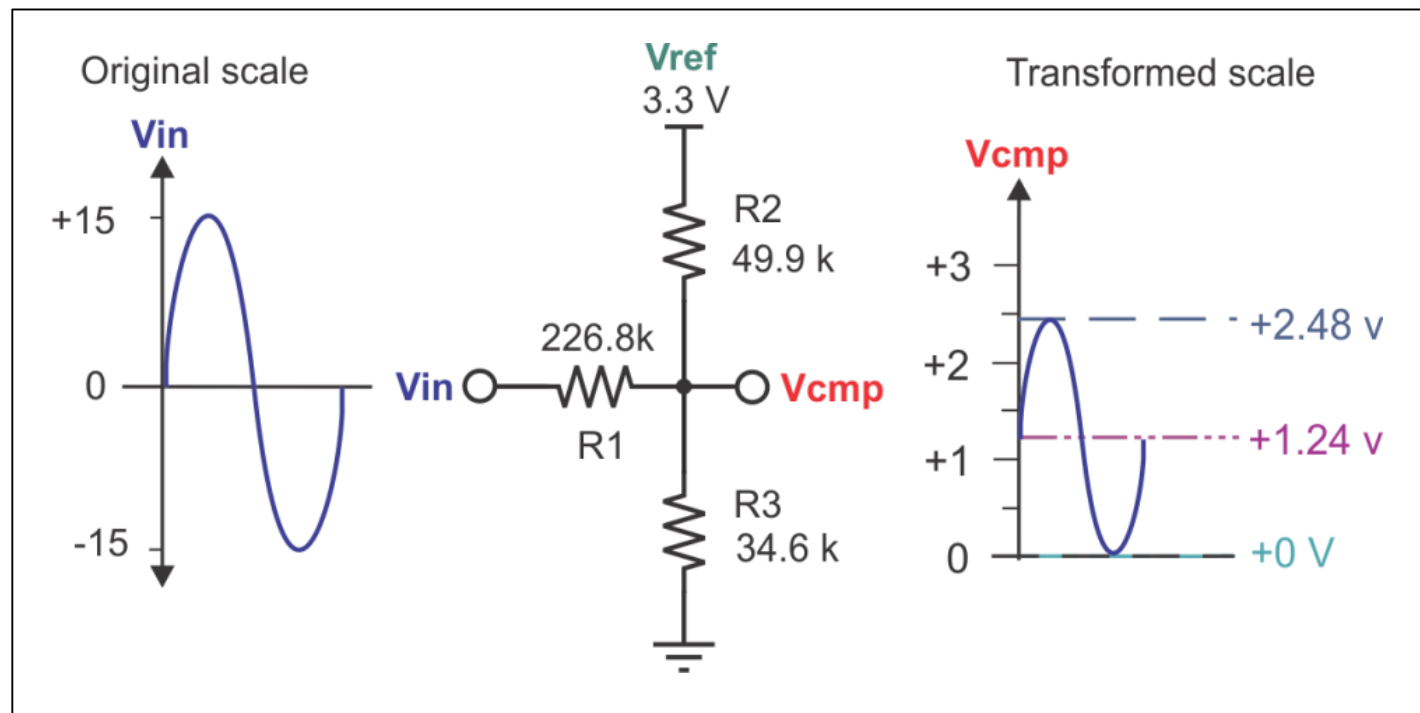 Original scale
Vin
+15
0
-15
Vref
3.3 V
R2
49.9 k
226.8k
Vin
R1
Vcmp
R3
34.6 k
Transformed scale
Vcmp
+3
+2.48 v
+2
+1.24 v
+1
0
+0 V